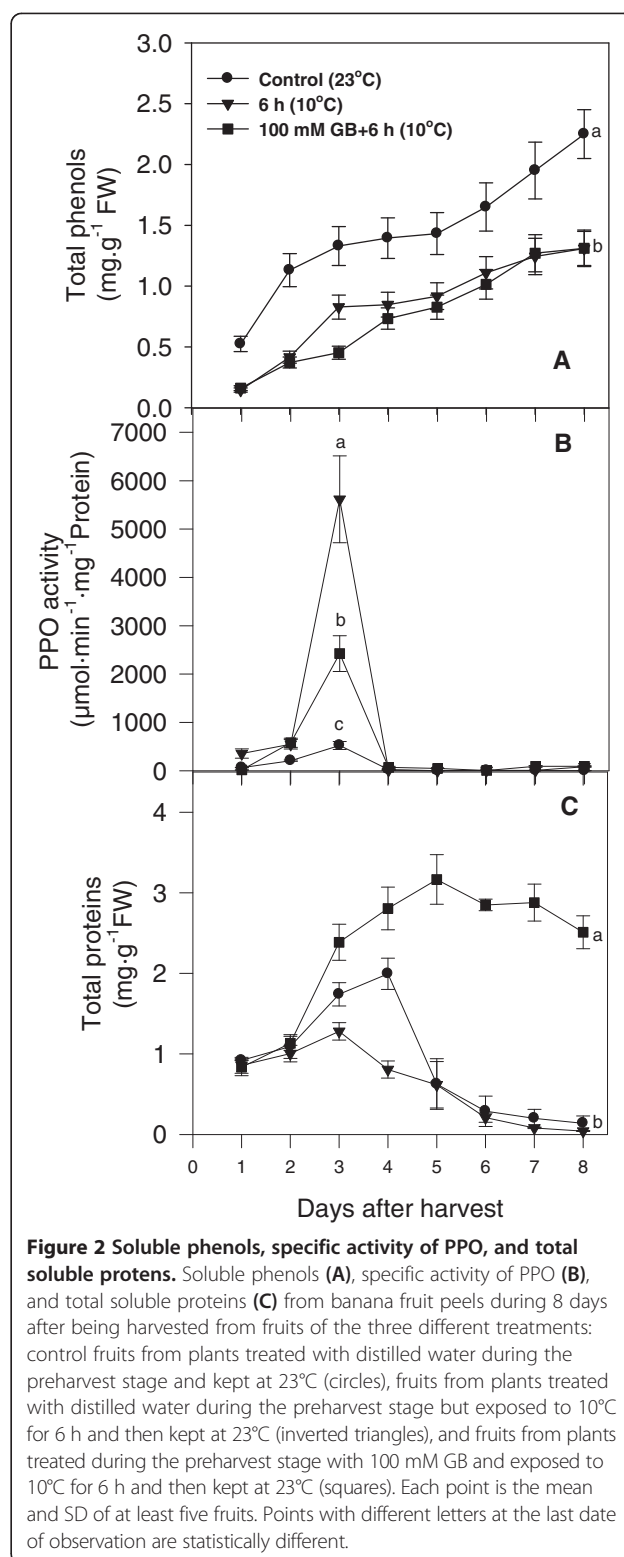 3.0
Control (23°C)
6 h (10°C)
100 mM GB+6 h (10°C)
2.5
2.0
1.5
1.0
0.5
0.0
Total phenols
(mg.g⁻¹ FW)
a
b
A
7000
6000
5000
4000
3000
2000
1000
0
PPO activity
(μmol·min⁻¹·mg⁻¹Protein)
a
b
c
B
4
3
2
1
0
Total proteins
(mg·g⁻¹FW)
a
b
C
0 1 2 3 4 5 6 7 8
Days after harvest
Figure 2 Soluble phenols, specific activity of PPO, and total
soluble protens. Soluble phenols (A), specific activity of PPO (B),
and total soluble proteins (C) from banana fruit peels during 8 days
after being harvested from fruits of the three different treatments:
control fruits from plants treated with distilled water during the
preharvest stage and kept at 23°C (circles), fruits from plants treated
with distilled water during the preharvest stage but exposed to 10°C
for 6 h and then kept at 23°C (inverted triangles), and fruits from plants
treated during the preharvest stage with 100 mM GB and exposed to
10°C for 6 h and then kept at 23°C (squares). Each point is the mean
and SD of at least five fruits. Points with different letters at the last date
of observation are statistically different.